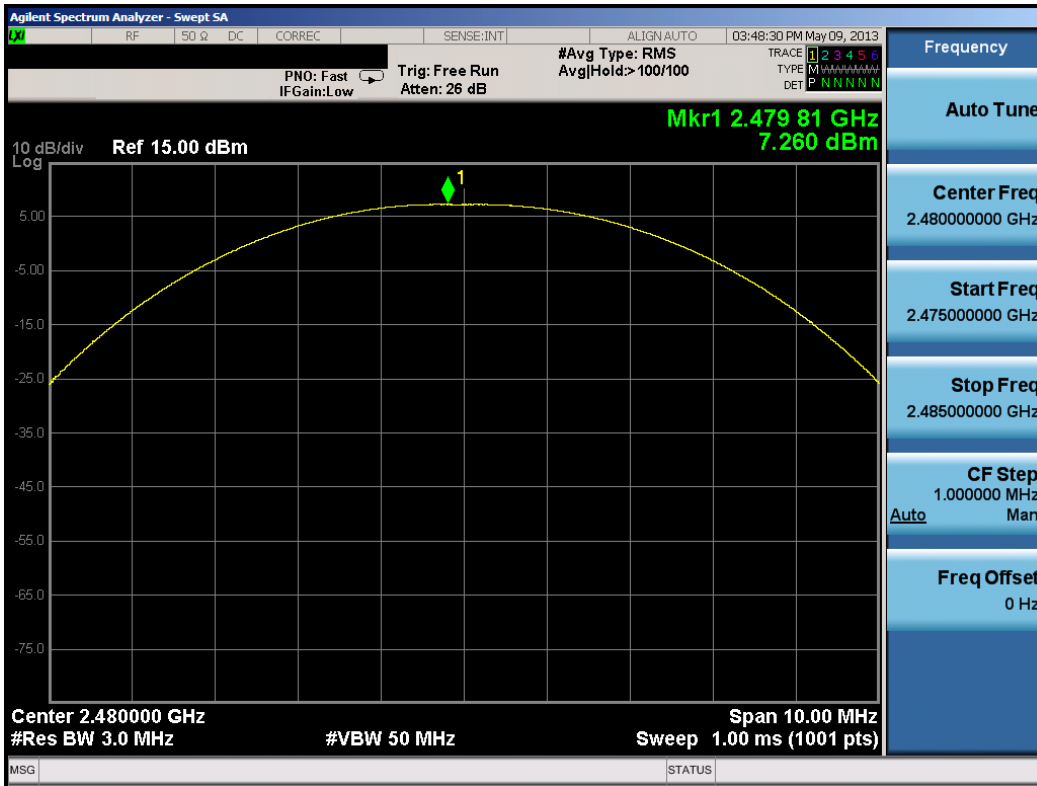 Agilent Spectrum Analyzer - Swept SA
LXI RF 50 Ω DC CORREC SENSE:INT ALIGN AUTO 03:48:30 PM May 09, 2013
PNO: Fast Trig: Free Run #Avg Type: RMS TRACE 1 2 3 4 5 6
IFGain:Low Atten: 26 dB Avg|Hold:>100/100 TYPE M WWWWW
DET P N N N N N
Mkr1 2.479 81 GHz
7.260 dBm
10 dB/div Ref 15.00 dBm
Log
1
5.00
-5.00
-15.0
-25.0
-35.0
-45.0
-55.0
-65.0
-75.0
Center 2.480000 GHz Span 10.00 MHz
#Res BW 3.0 MHz #VBW 50 MHz Sweep 1.00 ms (1001 pts)
MSG STATUS
Frequency
Auto Tune
Center Freq
2.480000000 GHz
Start Freq
2.475000000 GHz
Stop Freq
2.485000000 GHz
CF Step
1.000000 MHz
Auto Man
Freq Offset
0 Hz